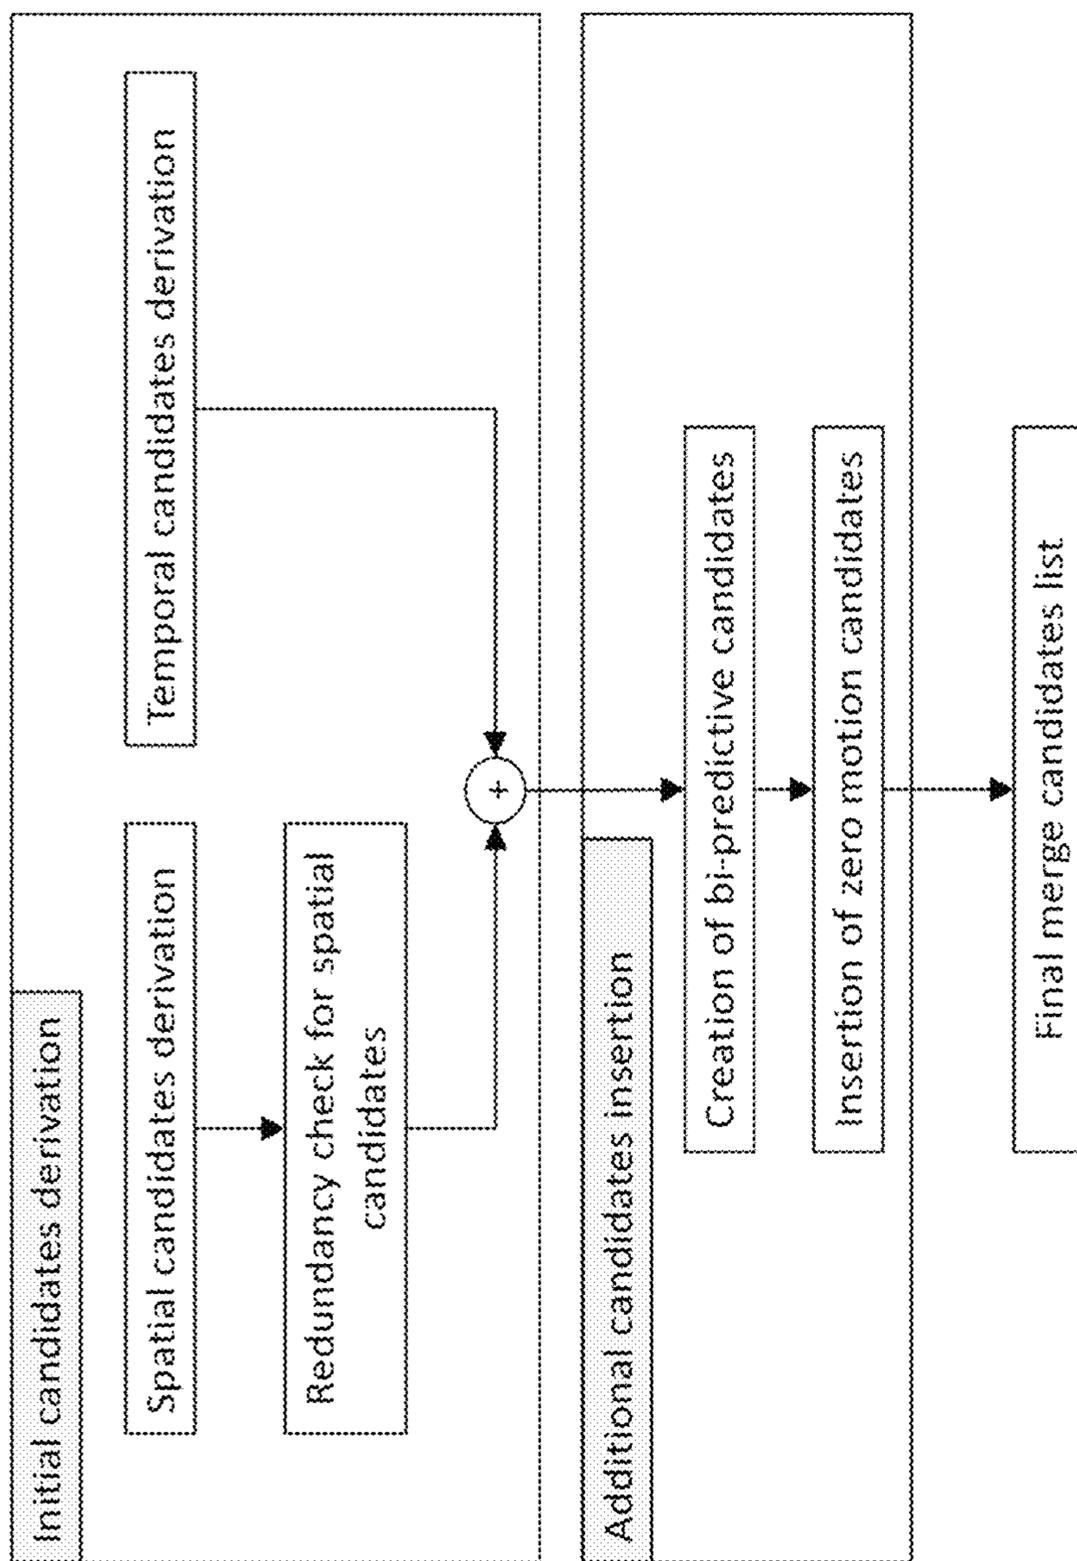 Initial candidates derivation
Spatial candidates derivation
Temporal candidates derivation
Redundancy check for spatial
candidates
+
Additional candidates insertion
Creation of bi-predictive candidates
Insertion of zero motion candidates
Final merge candidates list